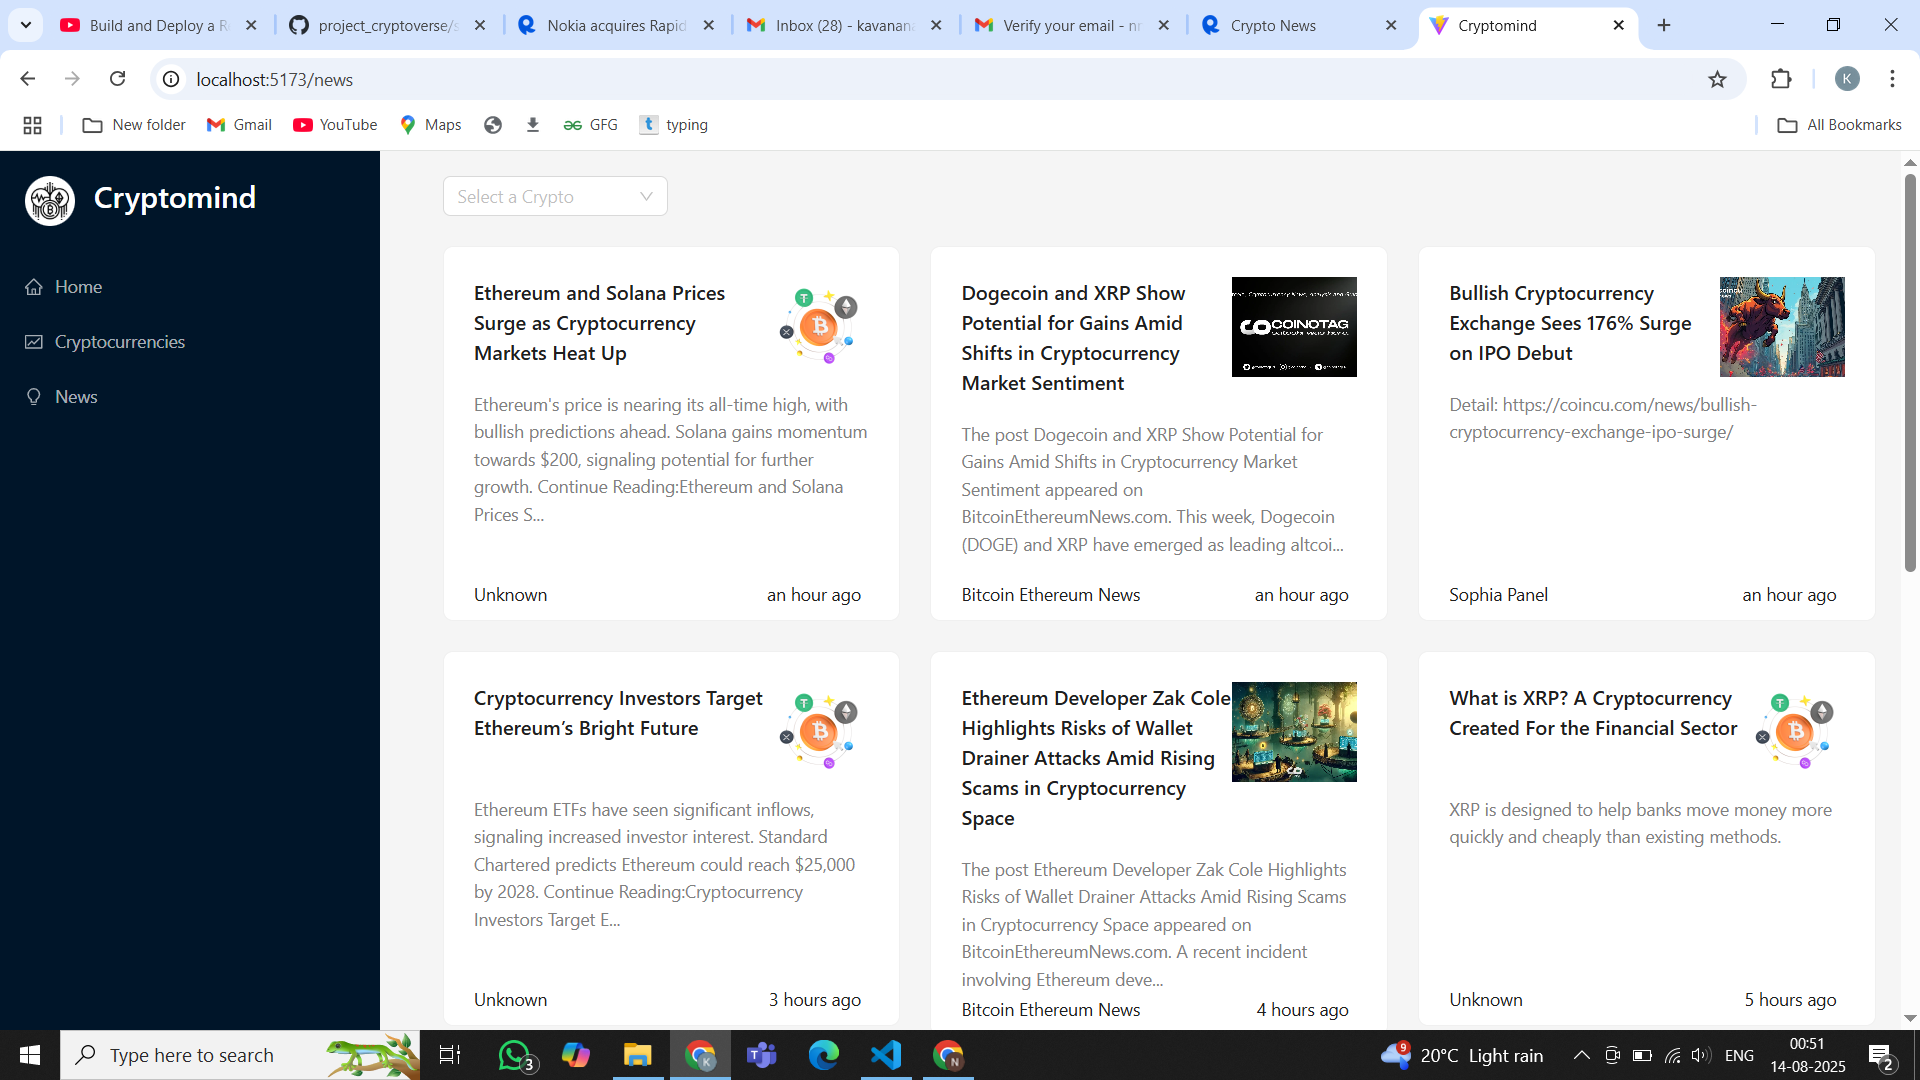 Build and Deploy a R
project_cryptoverse/s
Nokia acquires Rapid
Inbox (28) - kavanana
Verify your email - nr
Crypto News
Cryptomind
localhost:5173/news
K
New folder
Gmail
YouTube
Maps
GFG
typing
All Bookmarks
Cryptomind
Home
Cryptocurrencies
News
Select a Crypto
Ethereum and Solana Prices
Surge as Cryptocurrency
Markets Heat Up
Ethereum's price is nearing its all-time high, with
bullish predictions ahead. Solana gains momentum
towards $200, signaling potential for further
growth. Continue Reading:Ethereum and Solana
Prices S...
Unknown
an hour ago
Dogecoin and XRP Show
Potential for Gains Amid
Shifts in Cryptocurrency
Market Sentiment
COINOTAG
The post Dogecoin and XRP Show Potential for
Gains Amid Shifts in Cryptocurrency Market
Sentiment appeared on
BitcoinEthereumNews.com. This week, Dogecoin
(DOGE) and XRP have emerged as leading altcoi...
Bitcoin Ethereum News
an hour ago
Bullish Cryptocurrency
Exchange Sees 176% Surge
on IPO Debut
Detail: https://coincu.com/news/bullish-
cryptocurrency-exchange-ipo-surge/
Sophia Panel
an hour ago
Cryptocurrency Investors Target
Ethereum’s Bright Future
Ethereum ETFs have seen significant inflows,
signaling increased investor interest. Standard
Chartered predicts Ethereum could reach $25,000
by 2028. Continue Reading:Cryptocurrency
Investors Target E...
Unknown
3 hours ago
Ethereum Developer Zak Cole
Highlights Risks of Wallet
Drainer Attacks Amid Rising
Scams in Cryptocurrency
Space
The post Ethereum Developer Zak Cole Highlights
Risks of Wallet Drainer Attacks Amid Rising Scams
in Cryptocurrency Space appeared on
BitcoinEthereumNews.com. A recent incident
involving Ethereum deve...
Bitcoin Ethereum News
4 hours ago
What is XRP? A Cryptocurrency
Created For the Financial Sector
XRP is designed to help banks move money more
quickly and cheaply than existing methods.
Unknown
5 hours ago
Type here to search
3
K
N
9
20°C Light rain
ENG
00:51
14-08-2025
2